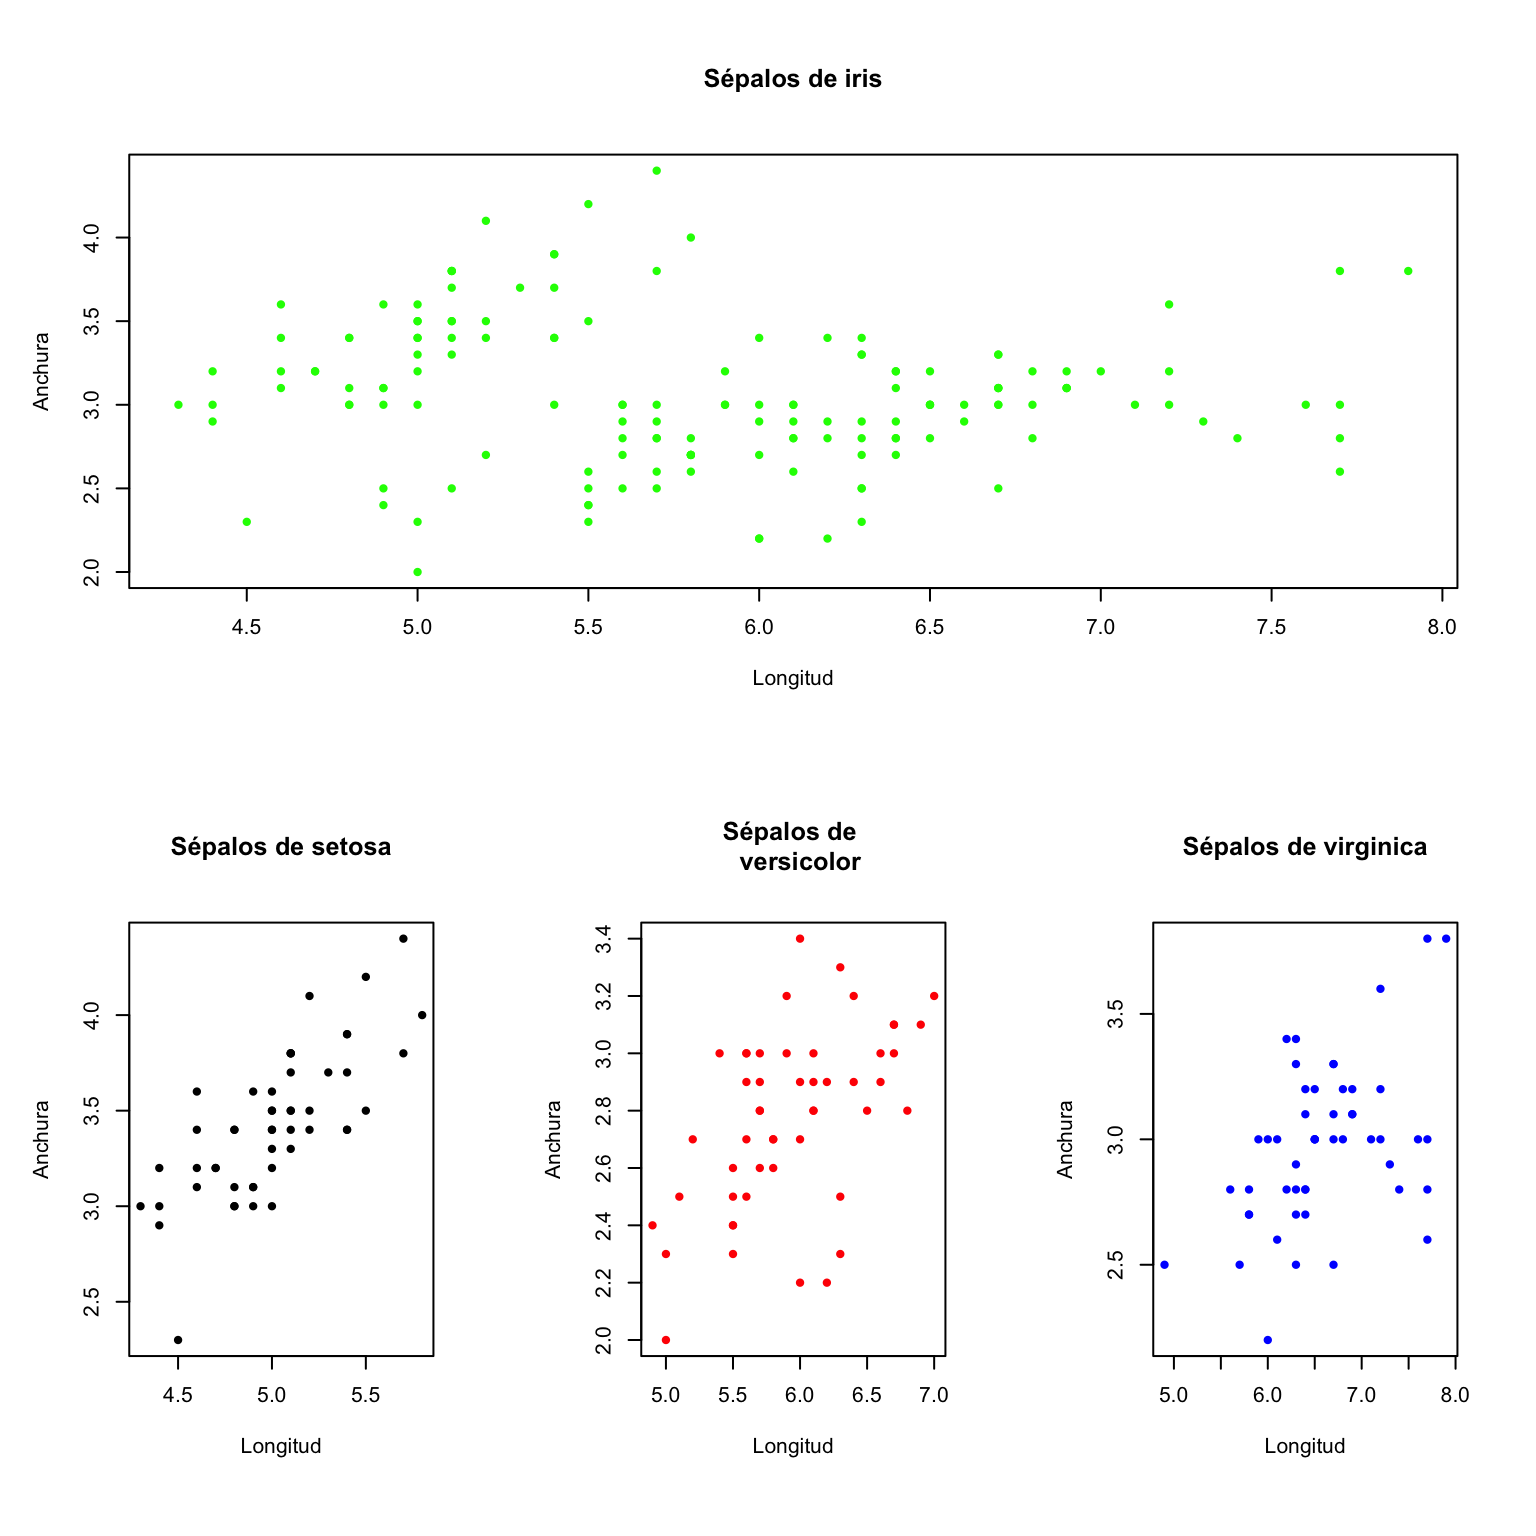 Sépalos de iris
Anchura
4.0
3.5
3.0
2.5
2.0
4.5 5.0 5.5 6.0 6.5 7.0 7.5 8.0
Longitud
Sépalos de setosa
Anchura
4.0
3.5
3.0
2.5
4.5 5.0 5.5
Longitud
Sépalos de
versicolor
Anchura
3.4
3.2
3.0
2.8
2.6
2.4
2.2
2.0
5.0 5.5 6.0 6.5 7.0
Longitud
Sépalos de virginica
Anchura
3.5
3.0
2.5
5.0 6.0 7.0 8.0
Longitud